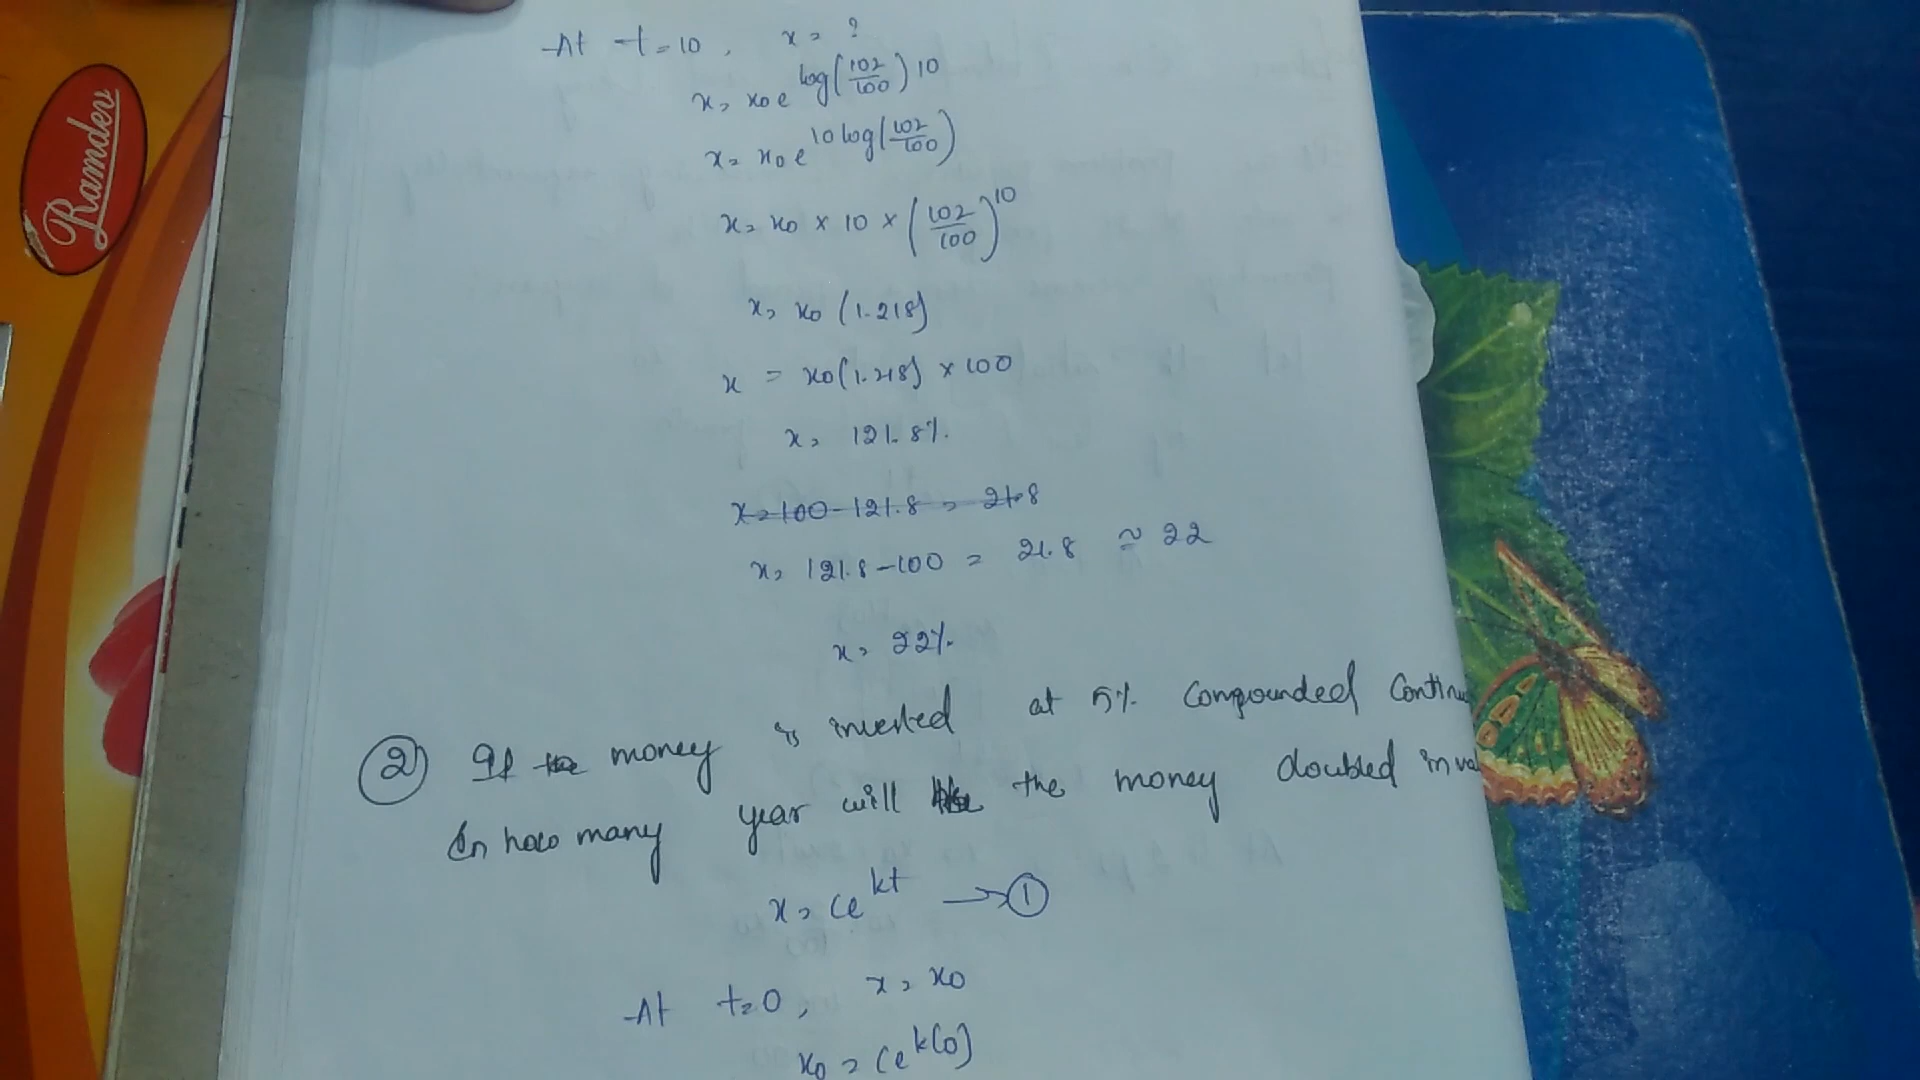 Ramdev
At t=10, x = ?
x = x0 e^log(102/100)10
x = x0 e^10 log(102/100)
x = x0 × 10 × (102/100)^10
x = x0 (1.218)
x = x0(1.218) × 100
x = 121.8%.
x = 100 - 121.8 = 21.8
x = 121.8 - 100 = 21.8 ≈ 22
x = 22%.
② If the money is invested at 5%. Compounded Continu
In how many year will the money doubled in va
x = ce^kt → ①
At t=0, x = x0
x0 = ce^k(0)